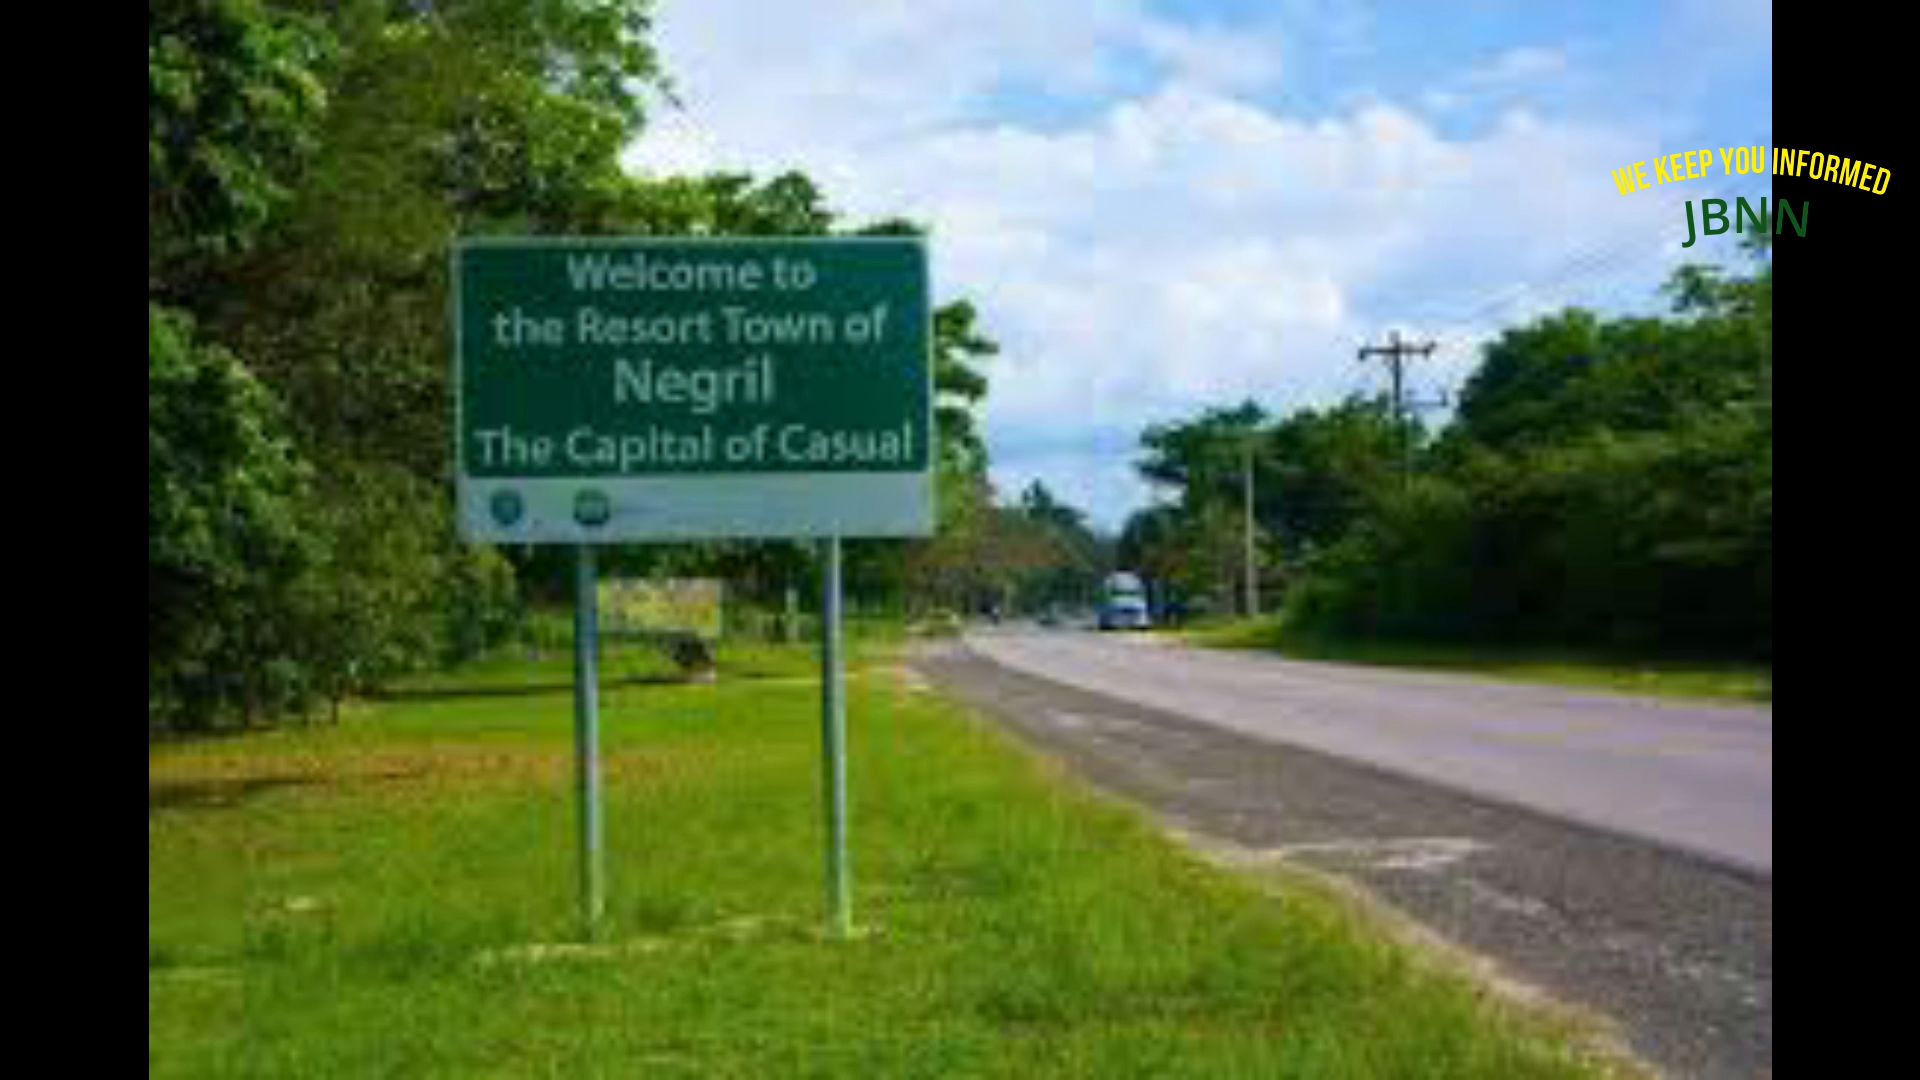 Welcome to
the Resort Town of
Negril
The Capital of Casual
WE KEEP YOU INFORMED
JBNN